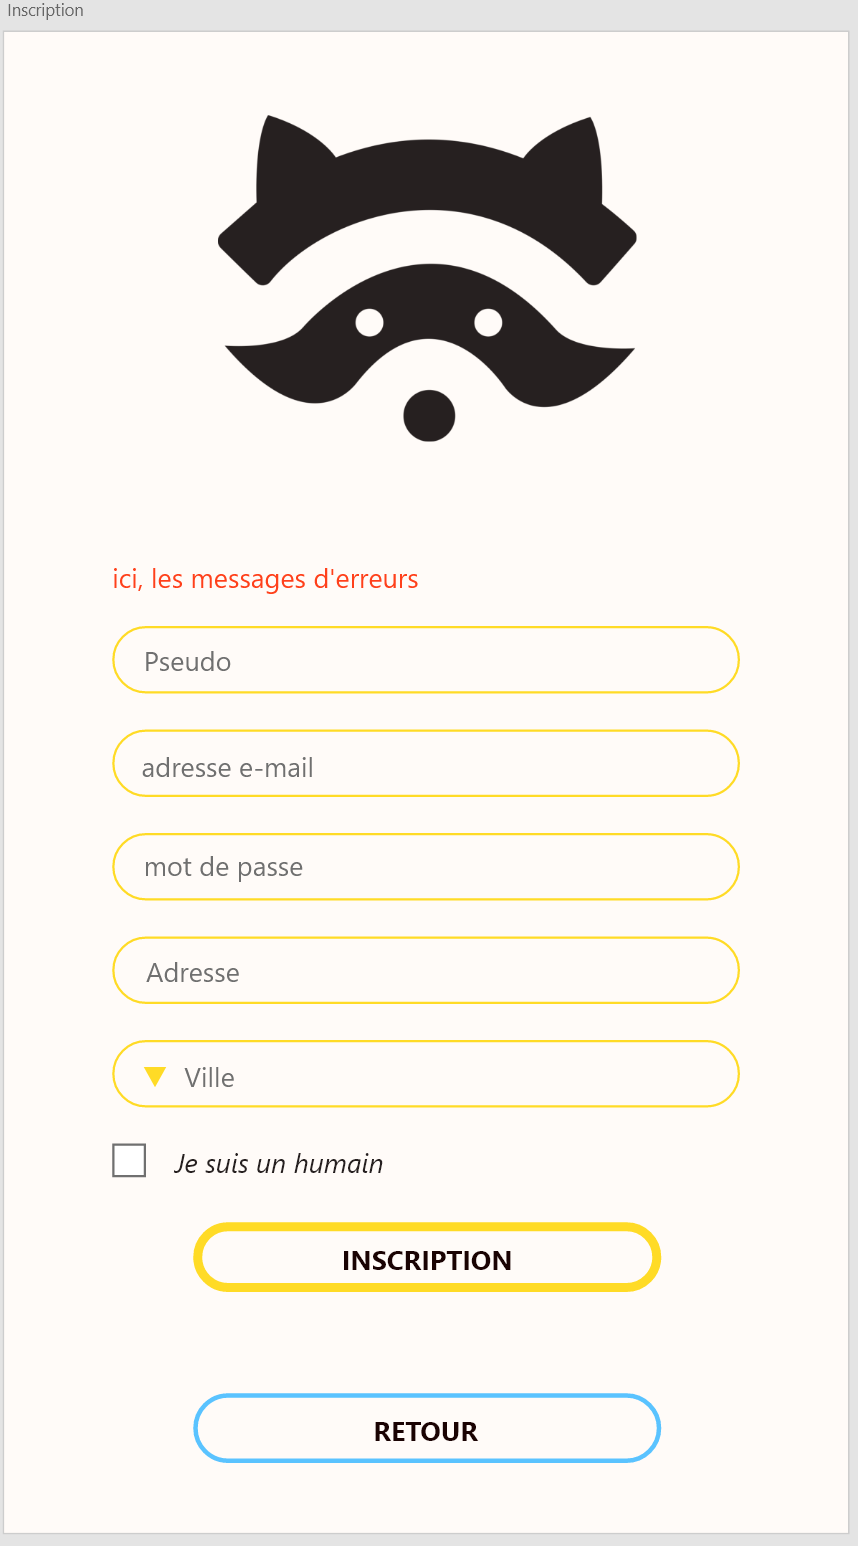 Inscription
ici, les messages d'erreurs
Pseudo
adresse e-mail
mot de passe
Adresse
Ville
Je suis un humain
INSCRIPTION
RETOUR